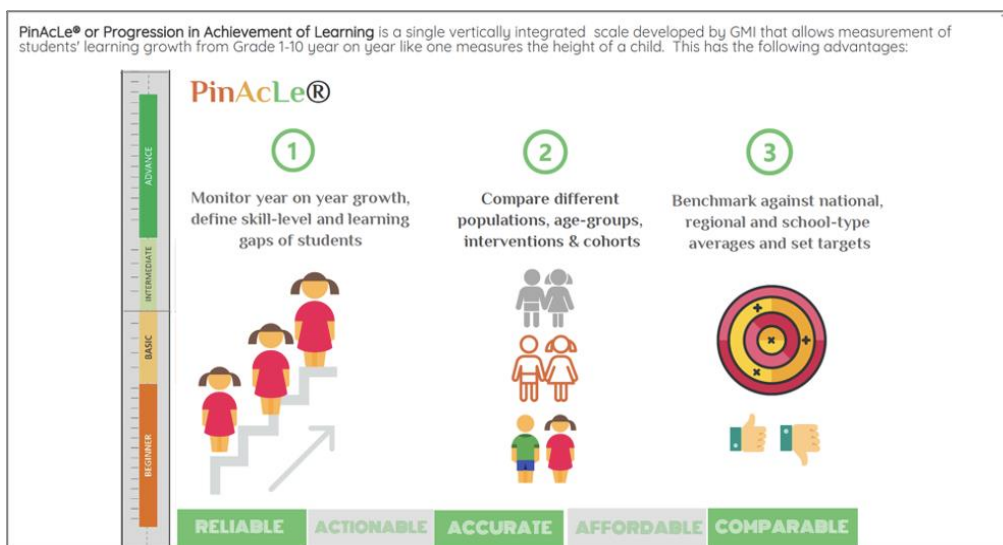 PinAcLe® or Progression in Achievement of Learning is a single vertically integrated scale developed by GMI that allows measurement of
students' learning growth from Grade 1-10 year on year like one measures the height of a child. This has the following advantages:
PinAcLe®
1
2
3
Monitor year on year growth,
define skill-level and learning
gaps of students
Compare different
populations, age-groups,
interventions & cohorts
Benchmark against national,
regional and school-type
averages and set targets
ADVANCE
INTERMEDIATE
BASIC
BEGINNER
RELIABLE
ACTIONABLE
ACCURATE
AFFORDABLE
COMPARABLE